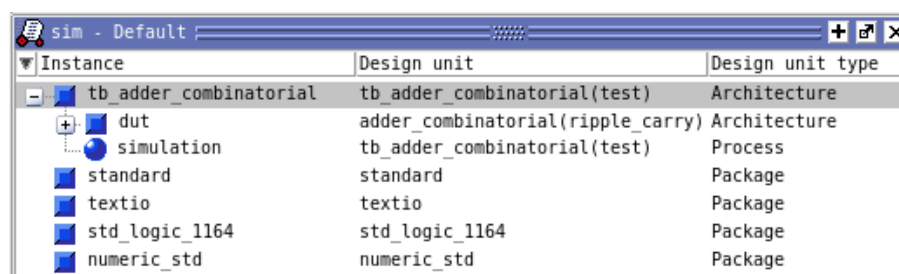 sim - Default
Instance Design unit Design unit type
tb_adder_combinatorial tb_adder_combinatorial(test) Architecture
dut adder_combinatorial(ripple_carry) Architecture
simulation tb_adder_combinatorial(test) Process
standard standard Package
textio textio Package
std_logic_1164 std_logic_1164 Package
numeric_std numeric_std Package